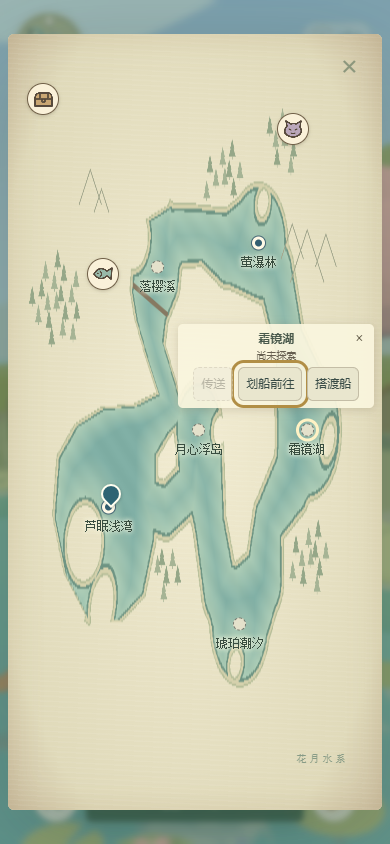 萤瀑林
落樱溪
霜镜湖
×
尚未探索
传送
划船前往
搭渡船
月心浮岛
霜镜湖
芦眠浅湾
琥珀潮汐
花月水系